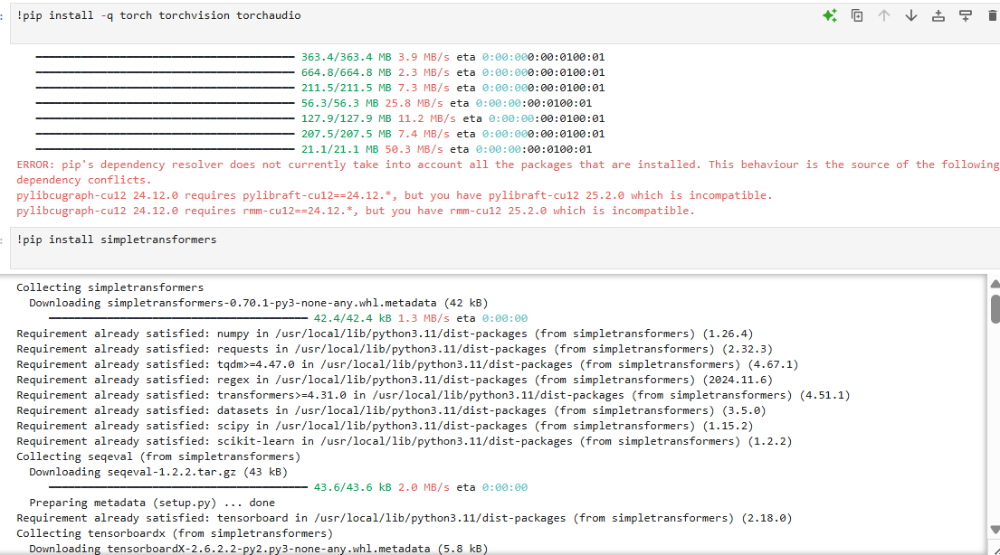 !pip install -q torch torchvision torchaudio
363.4/363.4 MB 3.9 MB/s eta 0:00:000:00:0100:01
664.8/664.8 MB 2.3 MB/s eta 0:00:000:00:0100:01
211.5/211.5 MB 7.3 MB/s eta 0:00:000:00:0100:01
56.3/56.3 MB 25.8 MB/s eta 0:00:00:00:0100:01
127.9/127.9 MB 11.2 MB/s eta 0:00:00:00:0100:01
207.5/207.5 MB 7.4 MB/s eta 0:00:000:00:0100:01
21.1/21.1 MB 50.3 MB/s eta 0:00:00:00:0100:01
ERROR: pip's dependency resolver does not currently take into account all the packages that are installed. This behaviour is the source of the following
dependency conflicts.
pylibcugraph-cu12 24.12.0 requires pylibraft-cu12==24.12.*, but you have pylibraft-cu12 25.2.0 which is incompatible.
pylibcugraph-cu12 24.12.0 requires rmm-cu12==24.12.*, but you have rmm-cu12 25.2.0 which is incompatible.
!pip install simpletransformers
Collecting simpletransformers
Downloading simpletransformers-0.70.1-py3-none-any.whl.metadata (42 kB)
42.4/42.4 kB 1.3 MB/s eta 0:00:00
Requirement already satisfied: numpy in /usr/local/lib/python3.11/dist-packages (from simpletransformers) (1.26.4)
Requirement already satisfied: requests in /usr/local/lib/python3.11/dist-packages (from simpletransformers) (2.32.3)
Requirement already satisfied: tqdm>=4.47.0 in /usr/local/lib/python3.11/dist-packages (from simpletransformers) (4.67.1)
Requirement already satisfied: regex in /usr/local/lib/python3.11/dist-packages (from simpletransformers) (2024.11.6)
Requirement already satisfied: transformers>=4.31.0 in /usr/local/lib/python3.11/dist-packages (from simpletransformers) (4.51.1)
Requirement already satisfied: datasets in /usr/local/lib/python3.11/dist-packages (from simpletransformers) (3.5.0)
Requirement already satisfied: scipy in /usr/local/lib/python3.11/dist-packages (from simpletransformers) (1.15.2)
Requirement already satisfied: scikit-learn in /usr/local/lib/python3.11/dist-packages (from simpletransformers) (1.2.2)
Collecting seqeval (from simpletransformers)
Downloading seqeval-1.2.2.tar.gz (43 kB)
43.6/43.6 kB 2.0 MB/s eta 0:00:00
Preparing metadata (setup.py) ... done
Requirement already satisfied: tensorboard in /usr/local/lib/python3.11/dist-packages (from simpletransformers) (2.18.0)
Collecting tensorboardx (from simpletransformers)
Downloading tensorboardX-2.6.2.2-py2.py3-none-any.whl.metadata (5.8 kB)